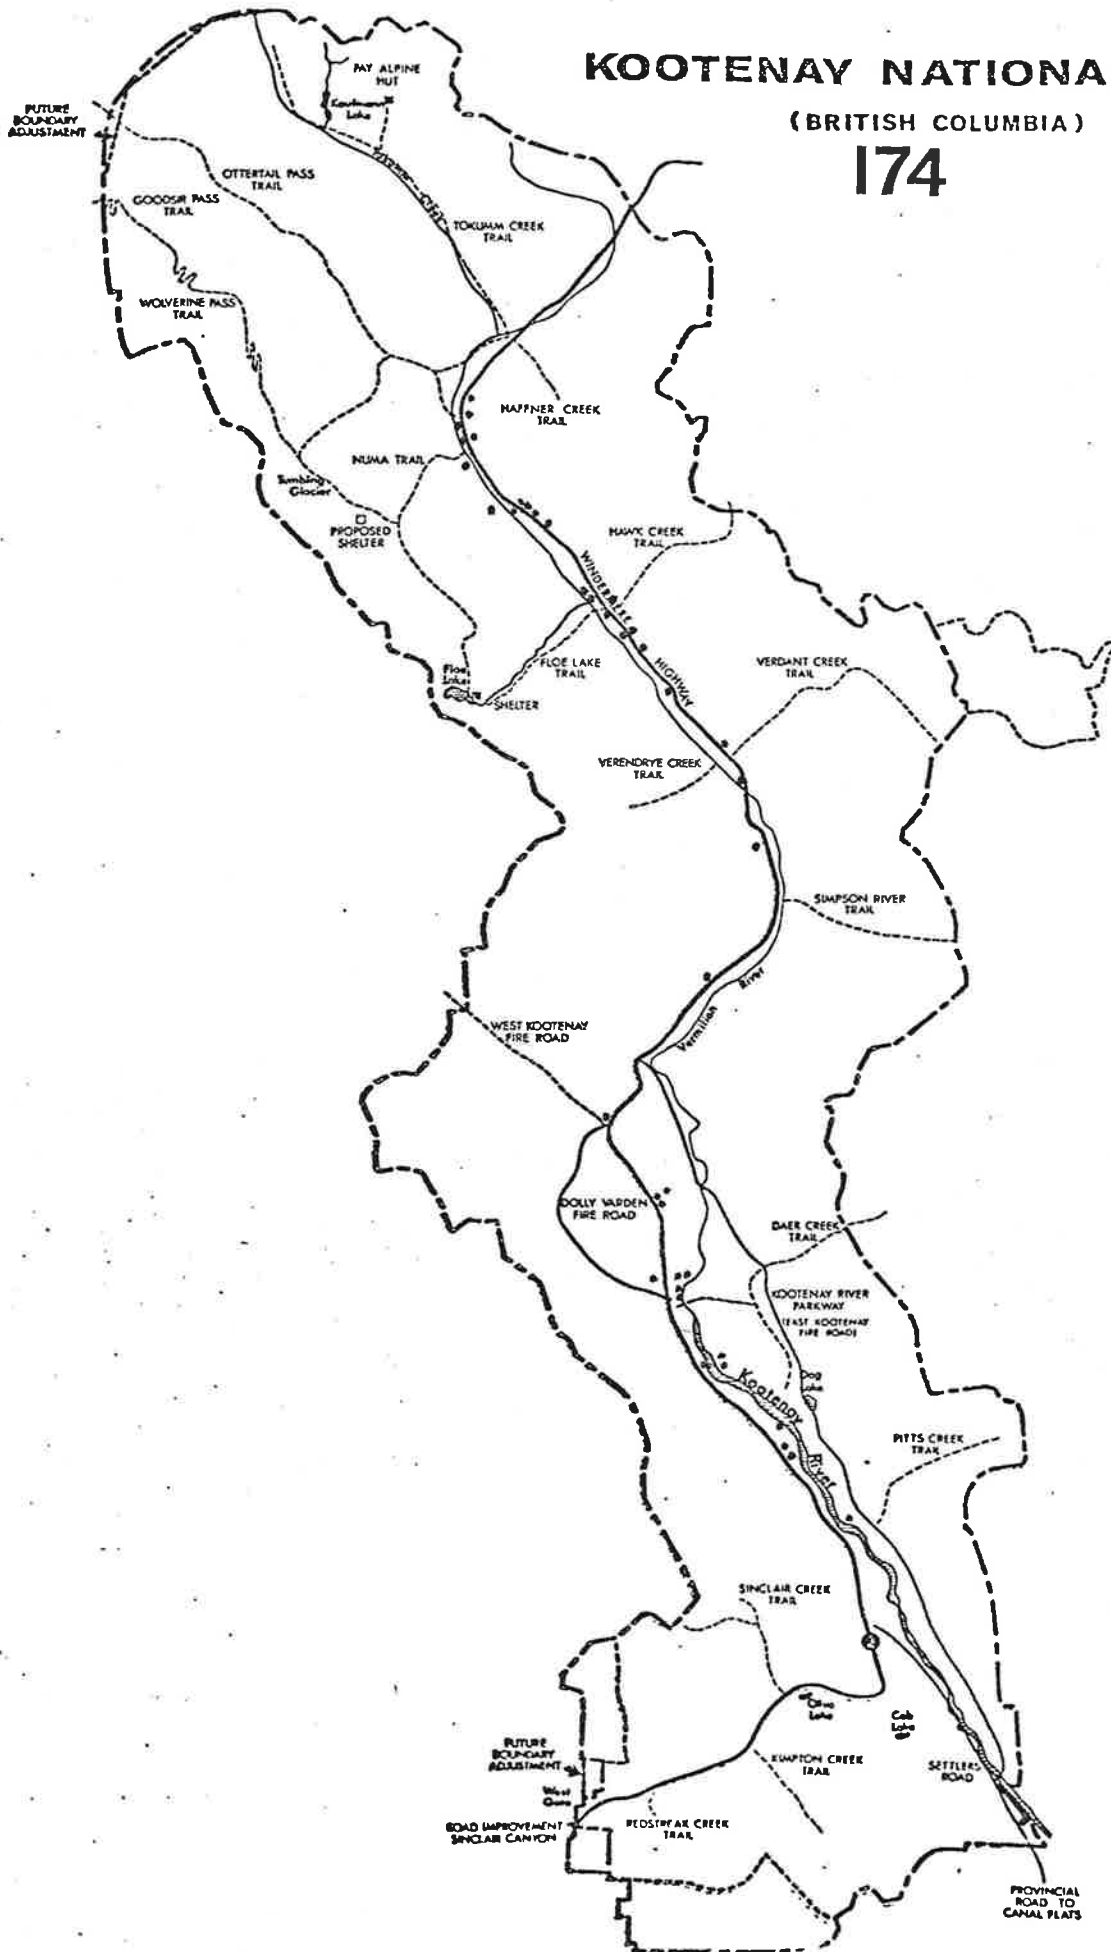 KOOTENAY NATIONA
(BRITISH COLUMBIA)
174
FAY ALPINE
HUT
Kaufmann
Lake
FUTURE
BOUNDARY
ADJUSTMENT
OTTERTAIL PASS
TRAIL
GOODSIR PASS
TRAIL
TOKUMM CREEK
TRAIL
WOLVERINE PASS
TRAIL
HAFFNER CREEK
TRAIL
NUMA TRAIL
Tumbling
Glacier
PROPOSED
SHELTER
HAWK CREEK
TRAIL
WINDERMERE
HIGHWAY
FLOE LAKE
TRAIL
Floe
Lake
SHELTER
VERDANT CREEK
TRAIL
VERENDRYE CREEK
TRAIL
SIMPSON RIVER
TRAIL
Vermilion River
WEST KOOTENAY
FIRE ROAD
DOLLY VARDEN
FIRE ROAD
DAER CREEK
TRAIL
KOOTENAY RIVER
PARKWAY
(EAST KOOTENAY
FIRE ROAD)
Dog
Lake
Kootenay
River
PITTS CREEK
TRAIL
SINCLAIR CREEK
TRAIL
Olive
Lake
Cob
Lake
FUTURE
BOUNDARY
ADJUSTMENT
West
Gate
KIMPTON CREEK
TRAIL
SETTLERS
ROAD
ROAD IMPROVEMENT
SINCLAIR CANYON
REDSTREAK CREEK
TRAIL
PROVINCIAL
ROAD TO
CANAL FLATS